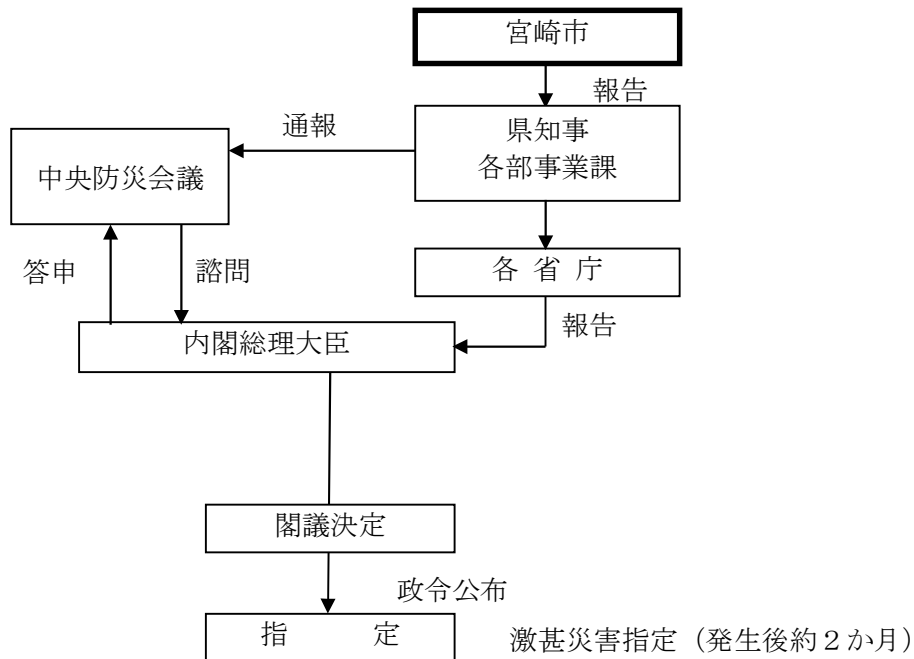 宮崎市
報告
通報
県知事
各部事業課
中央防災会議
答申
諮問
各 省 庁
報告
内閣総理大臣
閣議決定
政令公布
指　　　定
激甚災害指定（発生後約２か月）